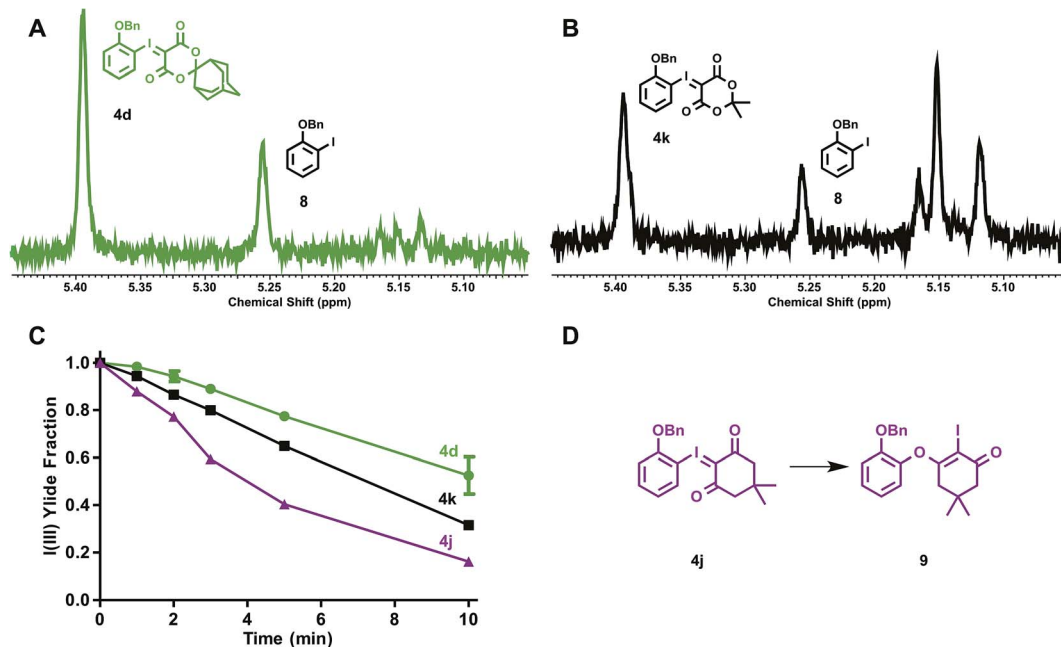 A
OBn
I
O
O
O
O
4d
OBn
I
8
5.40 5.35 5.30 5.25 5.20 5.15 5.10
Chemical Shift (ppm)
B
OBn
I
O
O
O
O
4k
OBn
I
8
5.40 5.35 5.30 5.25 5.20 5.15 5.10
Chemical Shift (ppm)
C
1.0
0.8
0.6
0.4
0.2
0.0
I(III) Ylide Fraction
4d
4k
4j
0 2 4 6 8 10
Time (min)
D
OBn
I
O
O
4j
OBn
O
I
O
9